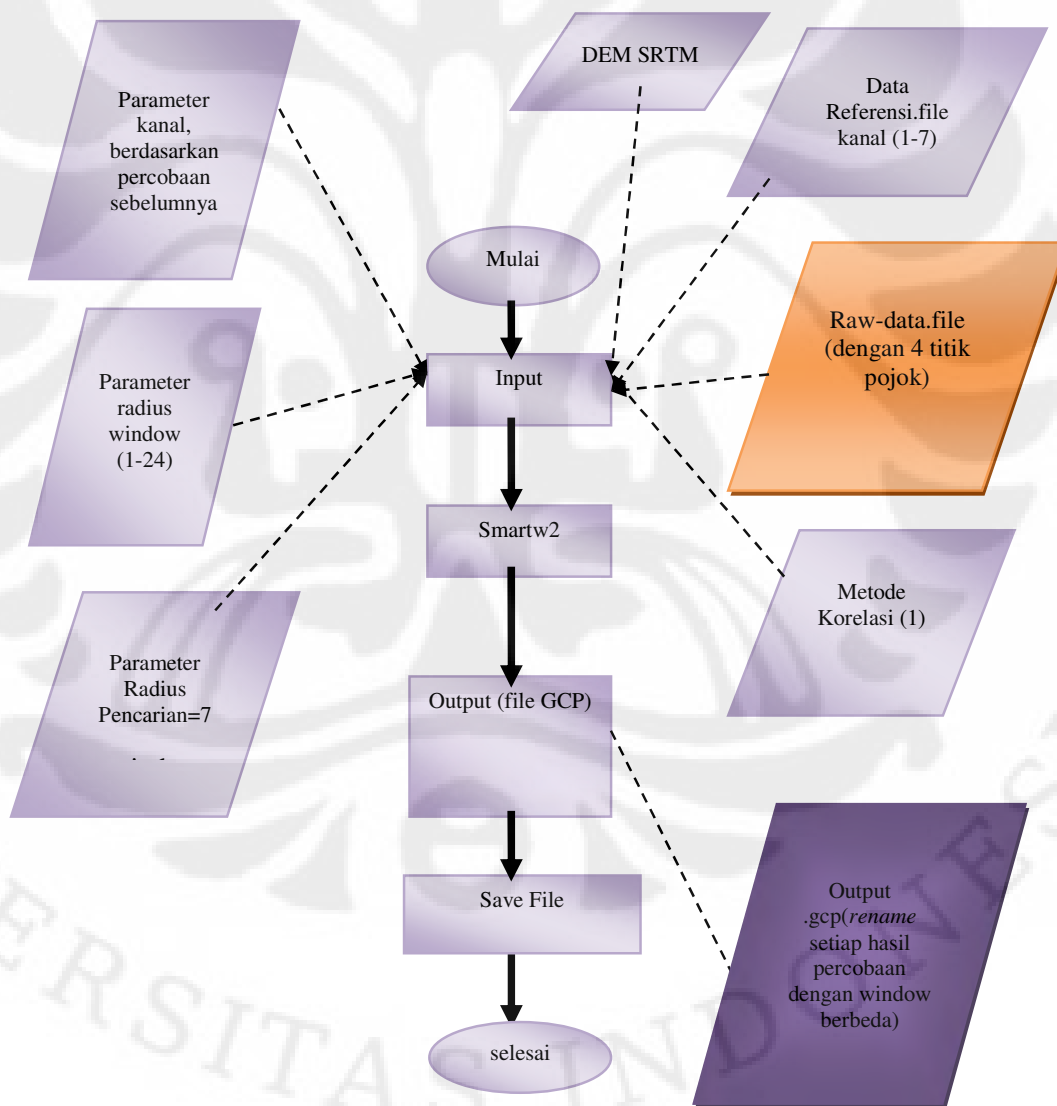 DEM SRTM
Parameter
kanal,
berdasarkan
percobaan
sebelumnya
Data
Referensi.file
kanal (1-7)
Mulai
Raw-data.file
(dengan 4 titik
pojok)
Input
Parameter
radius
window
(1-24)
Smartw2
Metode
Korelasi (1)
Parameter
Radius
Pencarian=7
Output (file GCP)
Save File
Output
.gcp(rename
setiap hasil
percobaan
dengan window
berbeda)
selesai
ERSITAS INDONES